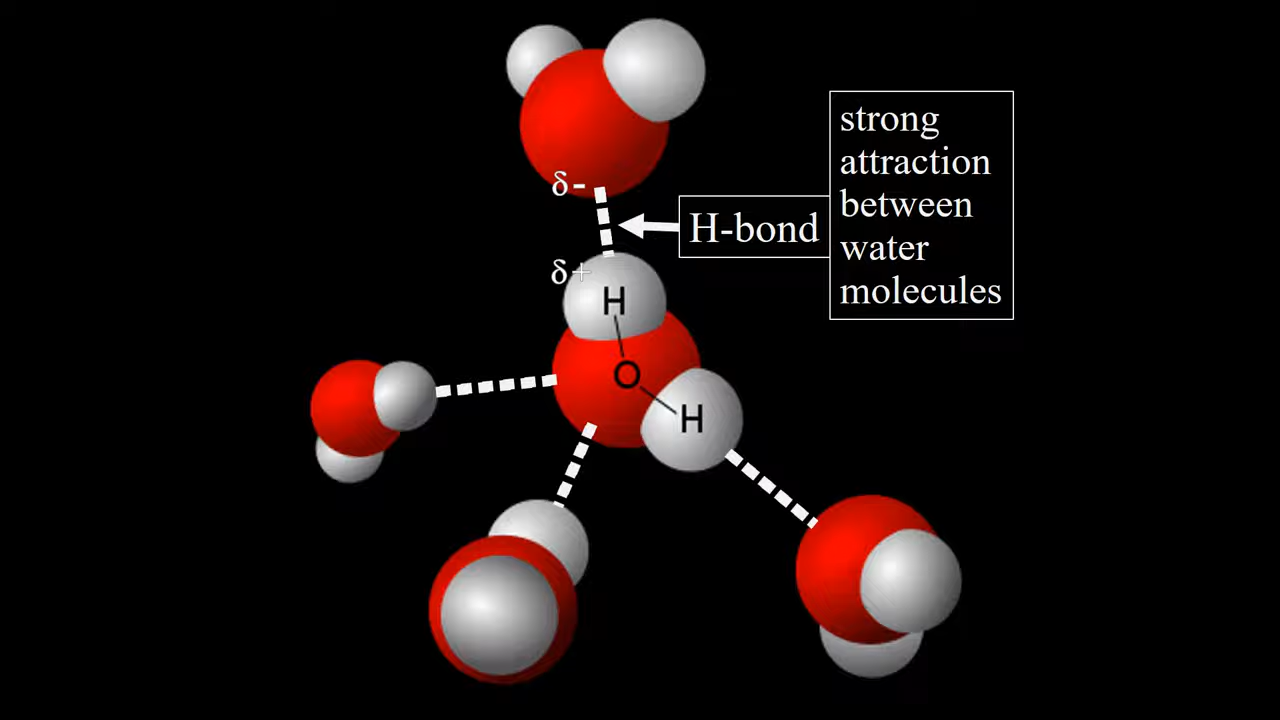 δ-
H-bond
strong
attraction
between
water
molecules
δ+
H
O
H